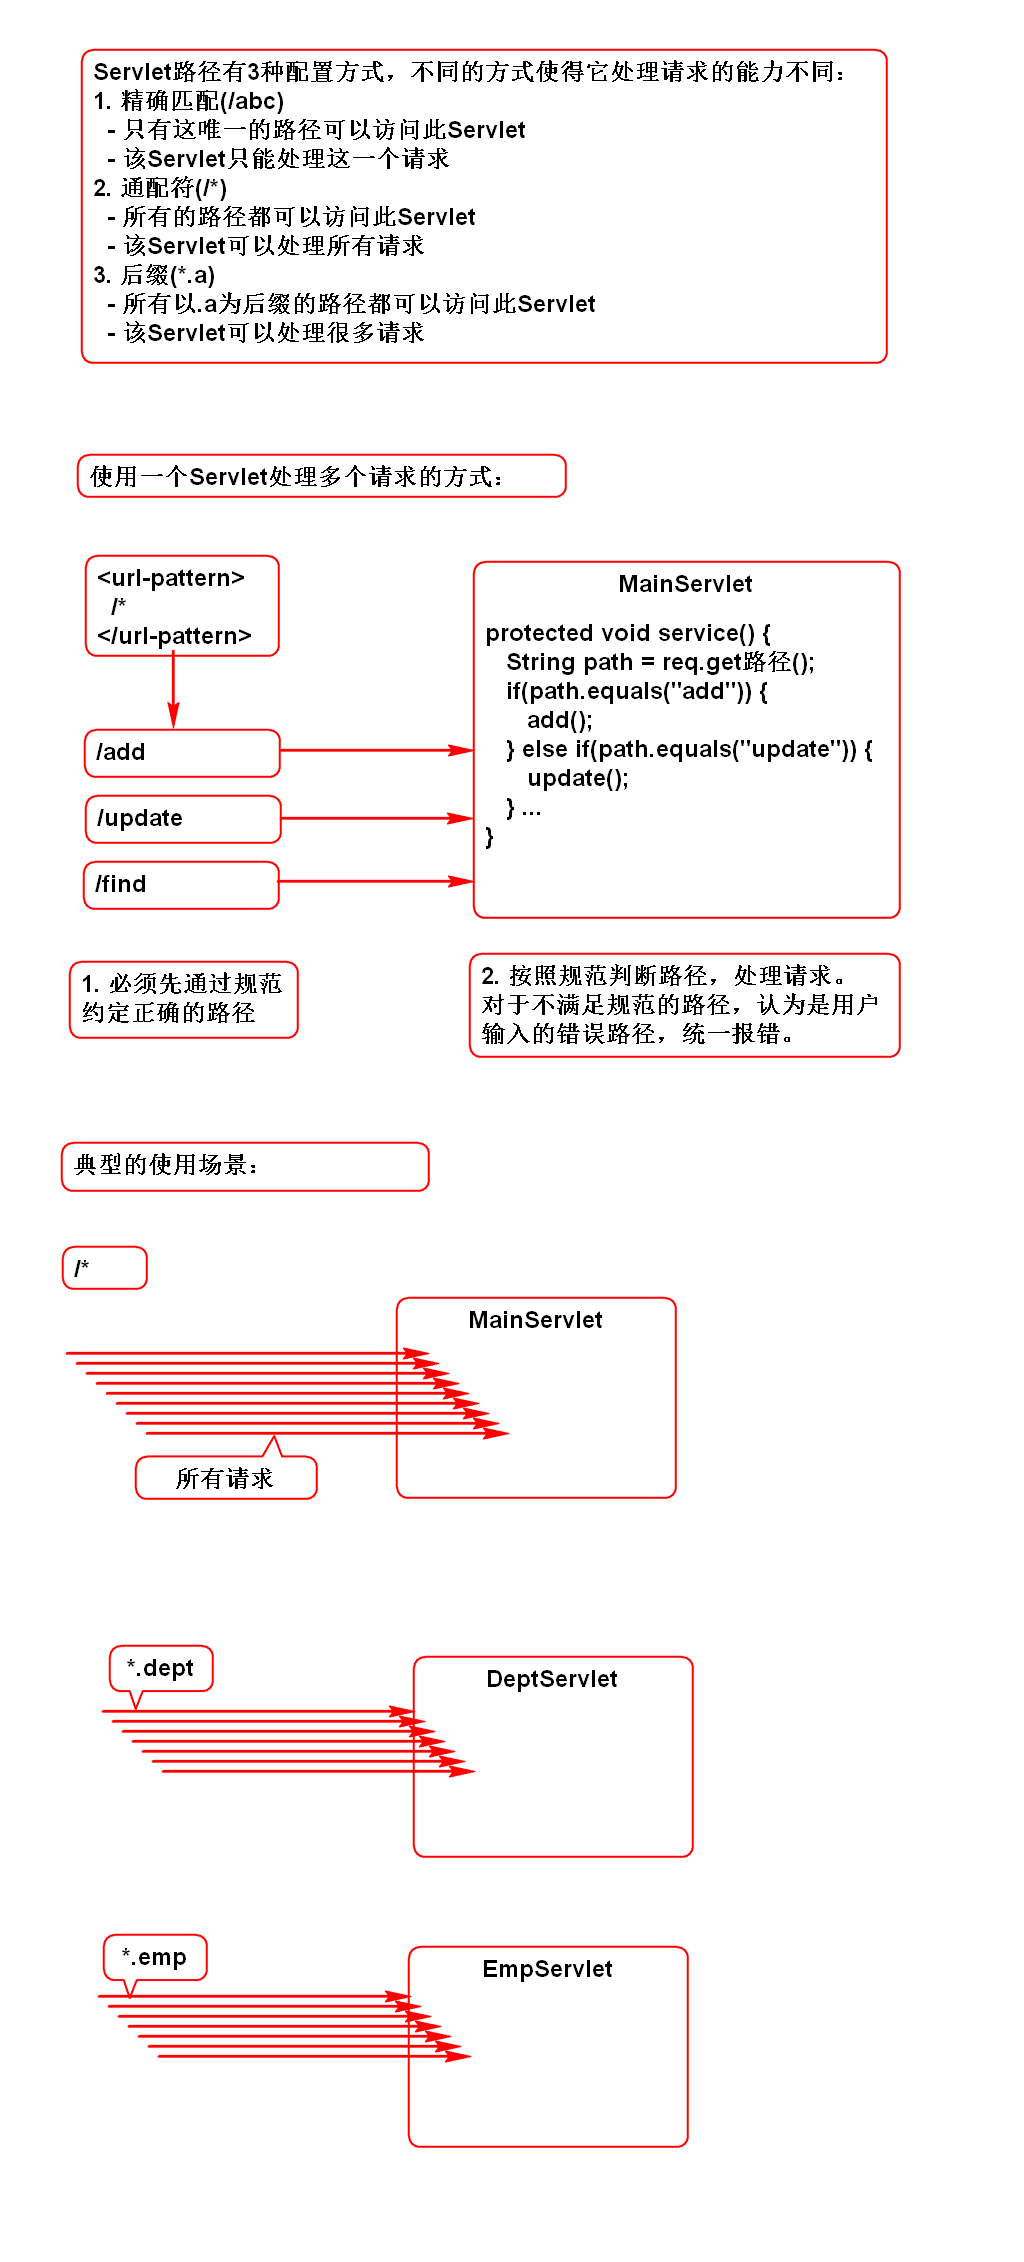 Servlet路径有3种配置方式，不同的方式使得它处理请求的能力不同：
1. 精确匹配(/abc)
- 只有这唯一的路径可以访问此Servlet
- 该Servlet只能处理这一个请求
2. 通配符(/*)
- 所有的路径都可以访问此Servlet
- 该Servlet可以处理所有请求
3. 后缀(*.a)
- 所有以.a为后缀的路径都可以访问此Servlet
- 该Servlet可以处理很多请求
使用一个Servlet处理多个请求的方式：
<url-pattern>
/*
</url-pattern>
/add
/update
/find
MainServlet
protected void service() {
String path = req.get路径();
if(path.equals("add")) {
add();
} else if(path.equals("update")) {
update();
} ...
}
1. 必须先通过规范
约定正确的路径
2. 按照规范判断路径，处理请求。
对于不满足规范的路径，认为是用户
输入的错误路径，统一报错。
典型的使用场景：
/*
MainServlet
所有请求
*.dept
DeptServlet
*.emp
EmpServlet